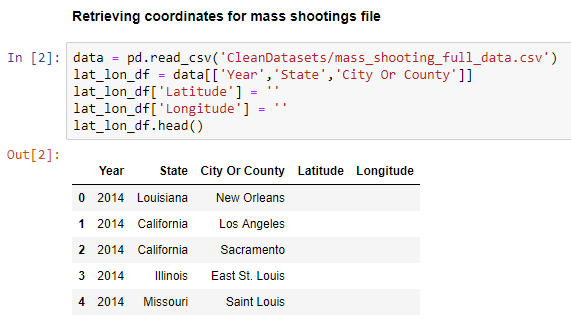 Retrieving coordinates for mass shootings file
In [2]: data = pd.read_csv('CleanDatasets/mass_shooting_full_data.csv')
lat_lon_df = data[['Year','State','City Or County']]
lat_lon_df['Latitude'] = ''
lat_lon_df['Longitude'] = ''
lat_lon_df.head()
Out[2]:
Year State City Or County Latitude Longitude
0 2014 Louisiana New Orleans
1 2014 California Los Angeles
2 2014 California Sacramento
3 2014 Illinois East St. Louis
4 2014 Missouri Saint Louis